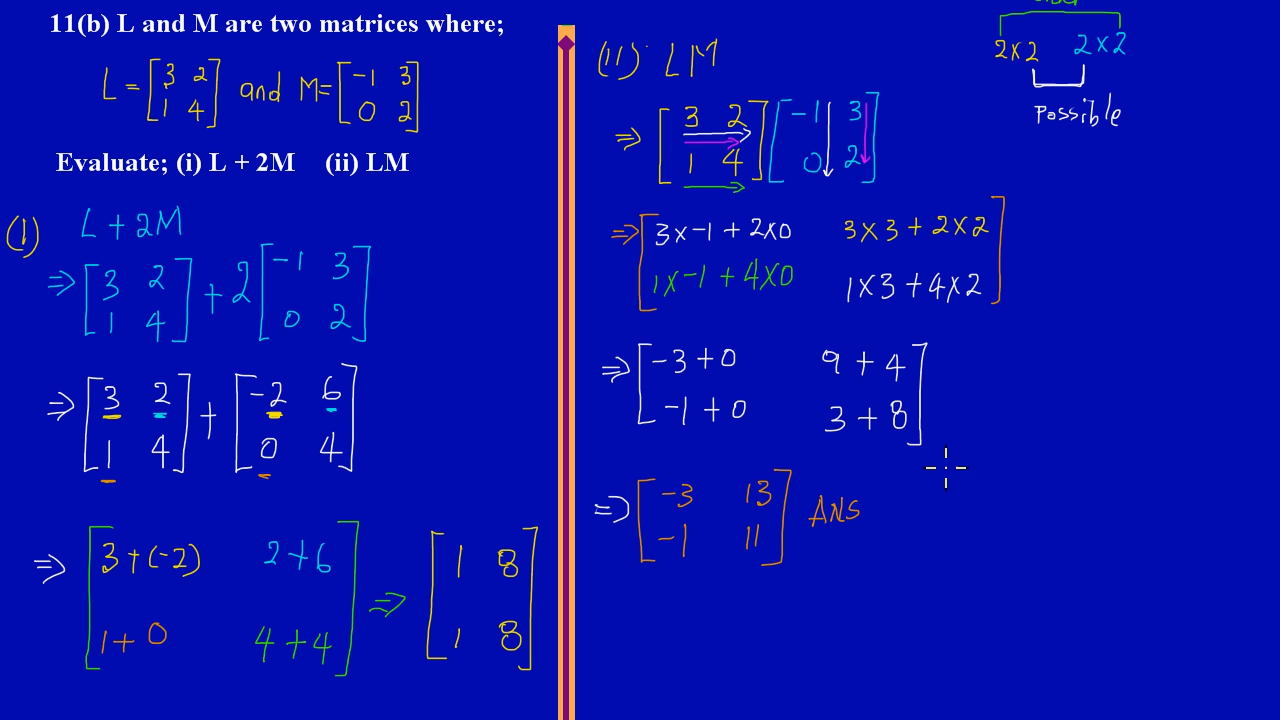 11(b) L and M are two matrices where;
L = [3 2 and M= [-1 3
1 4] 0 2]
Evaluate; (i) L + 2M (ii) LM
(I) L + 2M
⇒ [3 2 + 2 [-1 3
1 4] 0 2]
⇒ [3 2 + [-2 6
1 4] 0 4]
⇒ [3+(-2) 2+6 ⇒ [1 8
1+0 4+4] 1 8]
(II) LM
2x2 2x2
Possible
⇒ [3 2 [-1 3
1 4] 0 2]
⇒ [3x-1 + 2x0 3x3 + 2x2
1x-1 + 4x0 1x3 + 4x2]
⇒ [-3+0 9+4
-1+0 3+8]
⇒ [-3 13 ANS
-1 11]